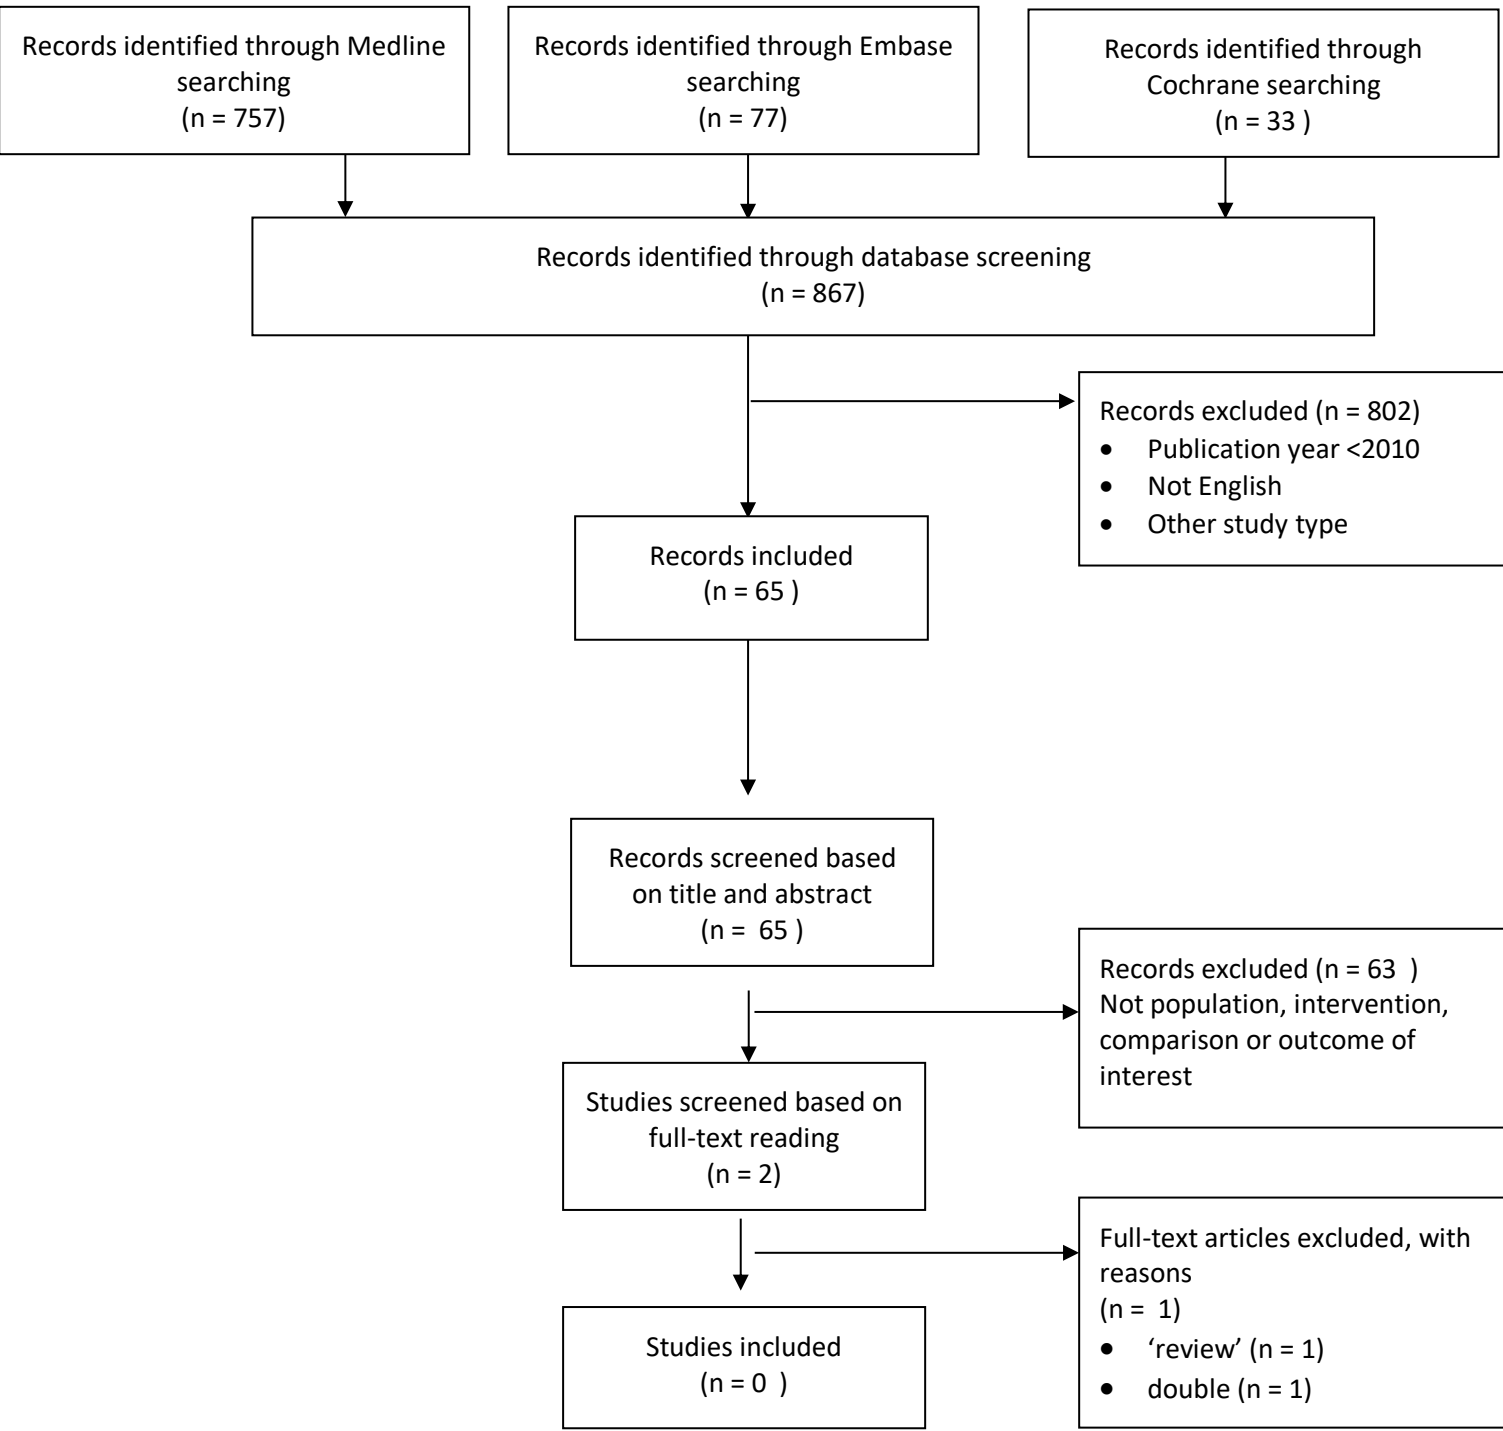 Records identified through Medline
searching
(n = 757)
Records identified through Embase
searching
(n = 77)
Records identified through
Cochrane searching
(n = 33 )
Records identified through database screening
(n = 867)
Records excluded (n = 802)
• Publication year <2010
• Not English
• Other study type
Records included
(n = 65 )
Records screened based
on title and abstract
(n =  65 )
Records excluded (n = 63  )
Not population, intervention,
comparison or outcome of
interest
Studies screened based on
full-text reading
(n = 2)
Full-text articles excluded, with
reasons
(n =  1)
• ‘review’ (n = 1)
• double (n = 1)
Studies included
(n = 0  )